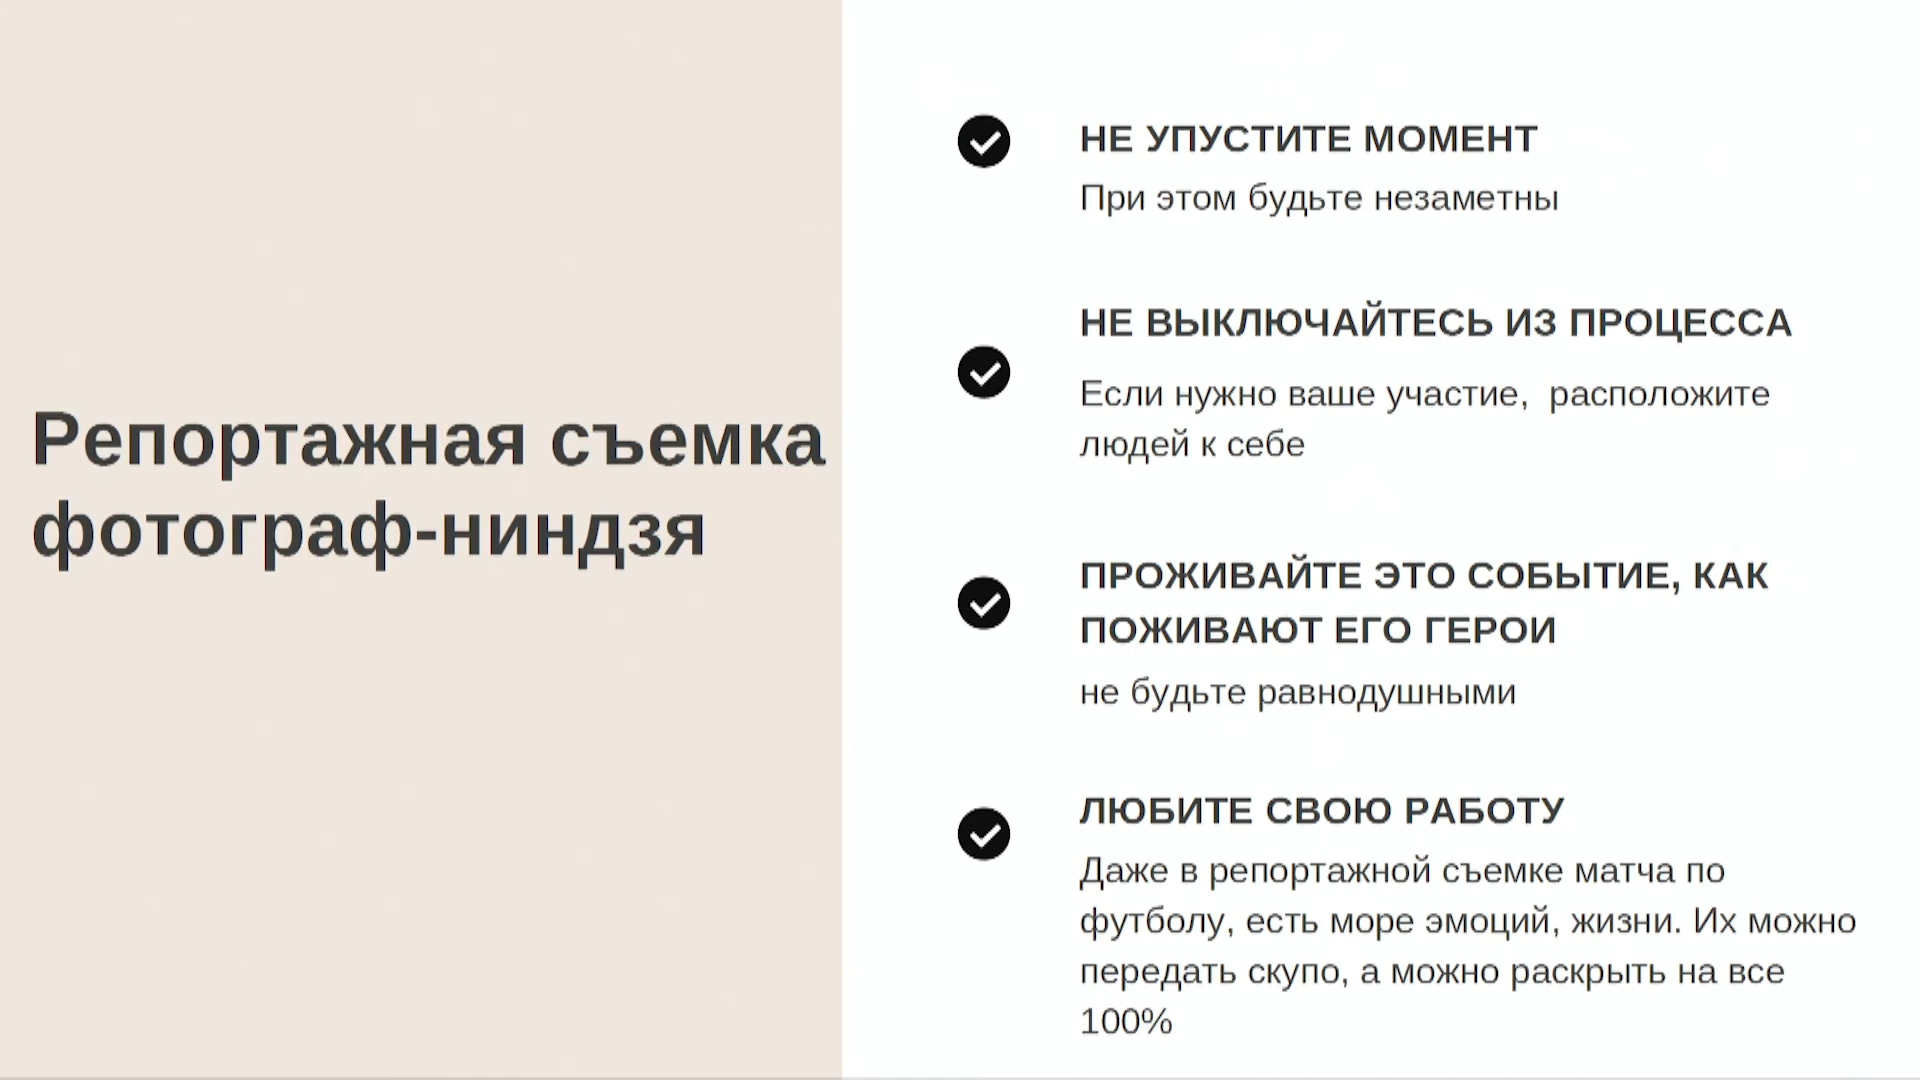 Репортажная съемка
фотограф-ниндзя
НЕ УПУСТИТЕ МОМЕНТ
При этом будьте незаметны
НЕ ВЫКЛЮЧАЙТЕСЬ ИЗ ПРОЦЕССА
Если нужно ваше участие, расположите
людей к себе
ПРОЖИВАЙТЕ ЭТО СОБЫТИЕ, КАК
ПОЖИВАЮТ ЕГО ГЕРОИ
не будьте равнодушными
ЛЮБИТЕ СВОЮ РАБОТУ
Даже в репортажной съемке матча по
футболу, есть море эмоций, жизни. Их можно
передать скупо, а можно раскрыть на все
100%